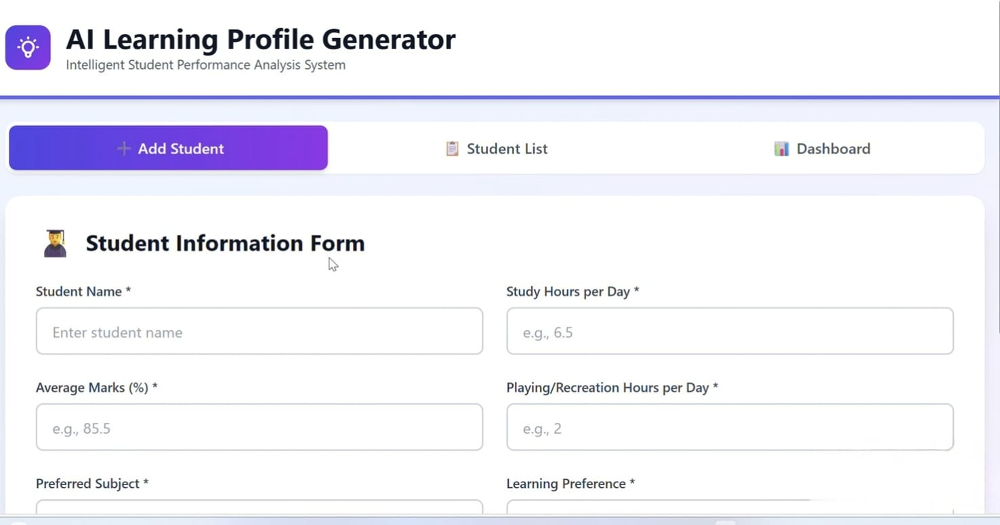 AI Learning Profile Generator
Intelligent Student Performance Analysis System
Add Student
Student List
Dashboard
Student Information Form
Student Name *
Study Hours per Day *
Enter student name
e.g., 6.5
Average Marks (%) *
Playing/Recreation Hours per Day *
e.g., 85.5
e.g., 2
Preferred Subject *
Learning Preference *